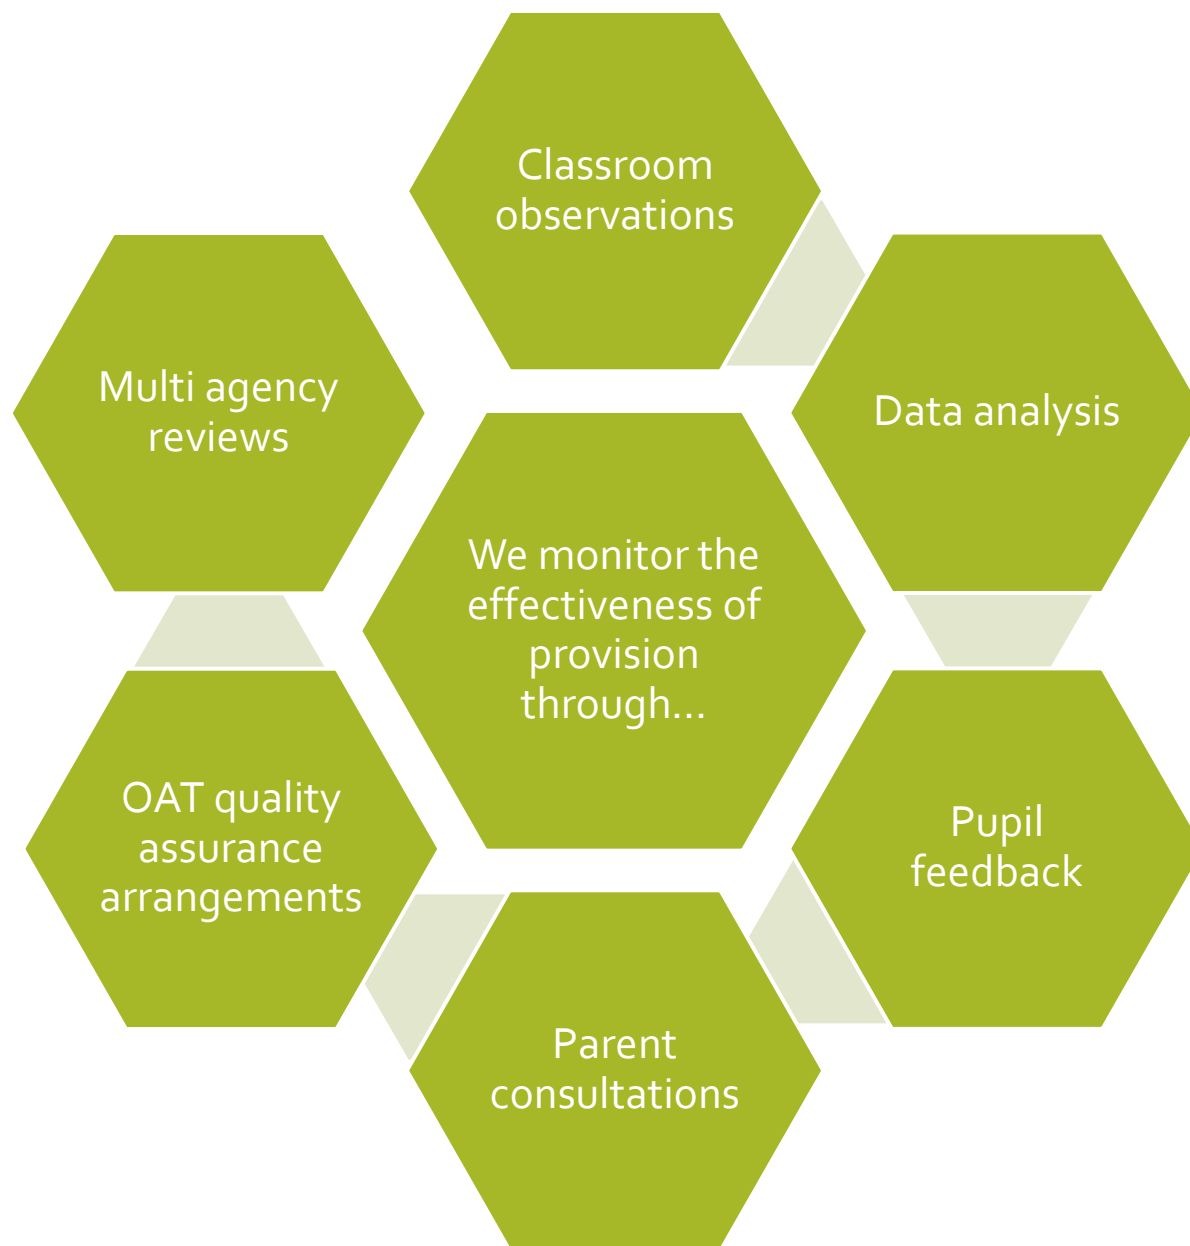 Classroom
observations
Data analysis
Pupil
feedback
Parent
consultations
OAT quality
assurance
arrangements
Multi agency
reviews
We monitor the
effectiveness of
provision
through...